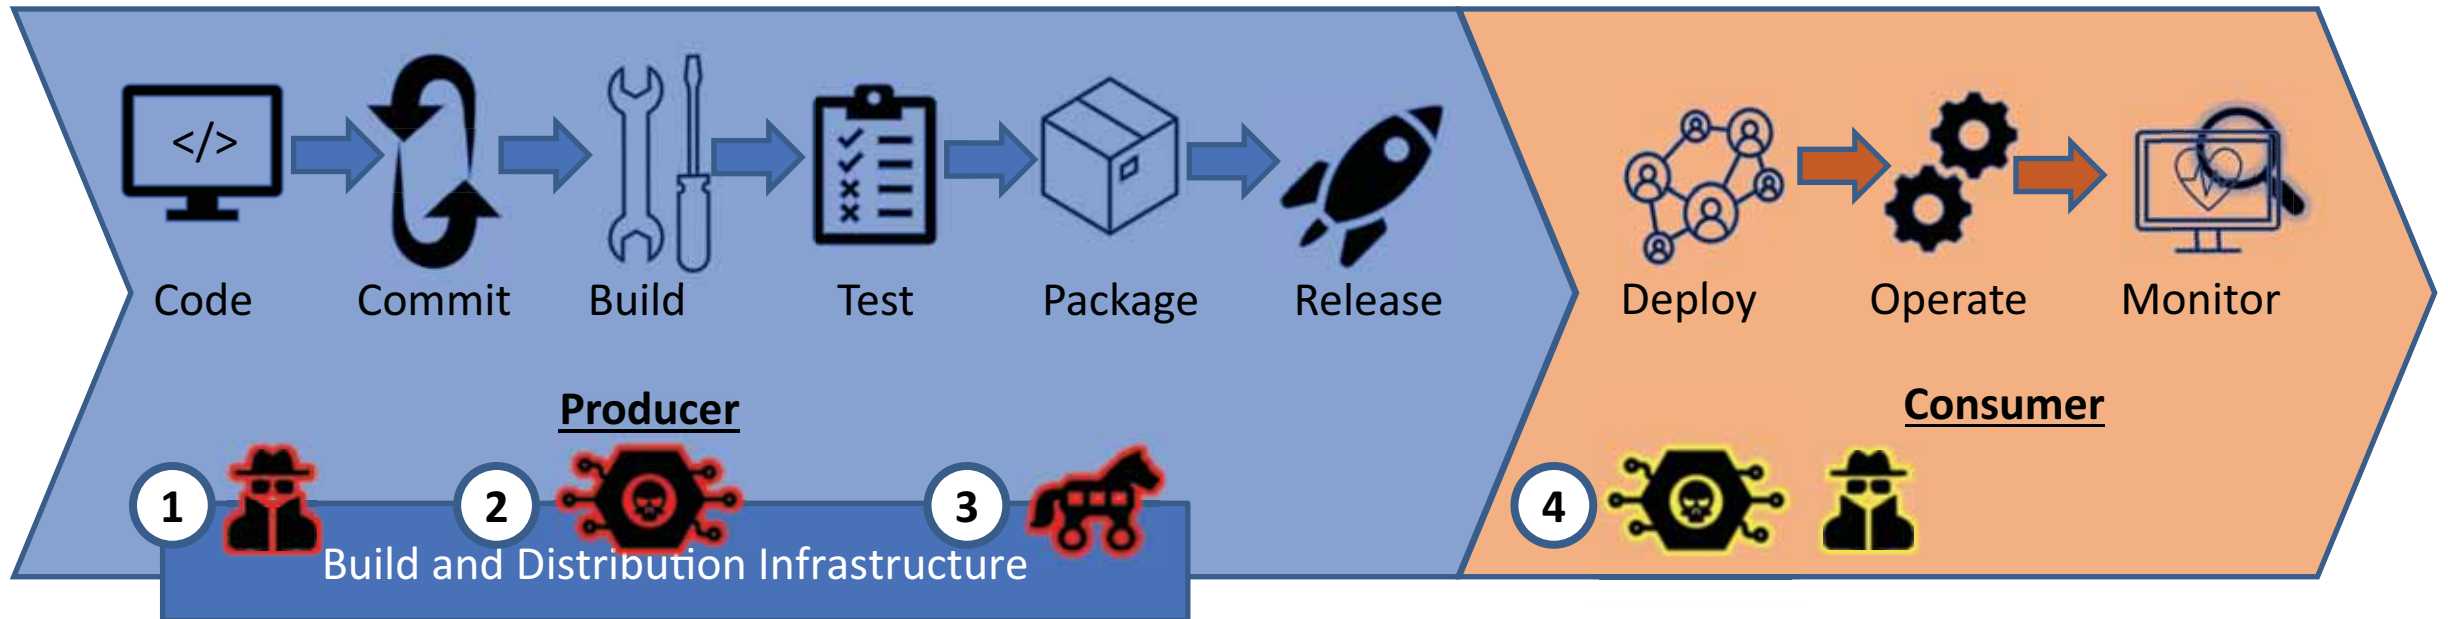 </>
Code
Commit
Build
Test
Package
Release
Deploy
Operate
Monitor
Producer
Consumer
1
2
3
4
Build and Distribution Infrastructure